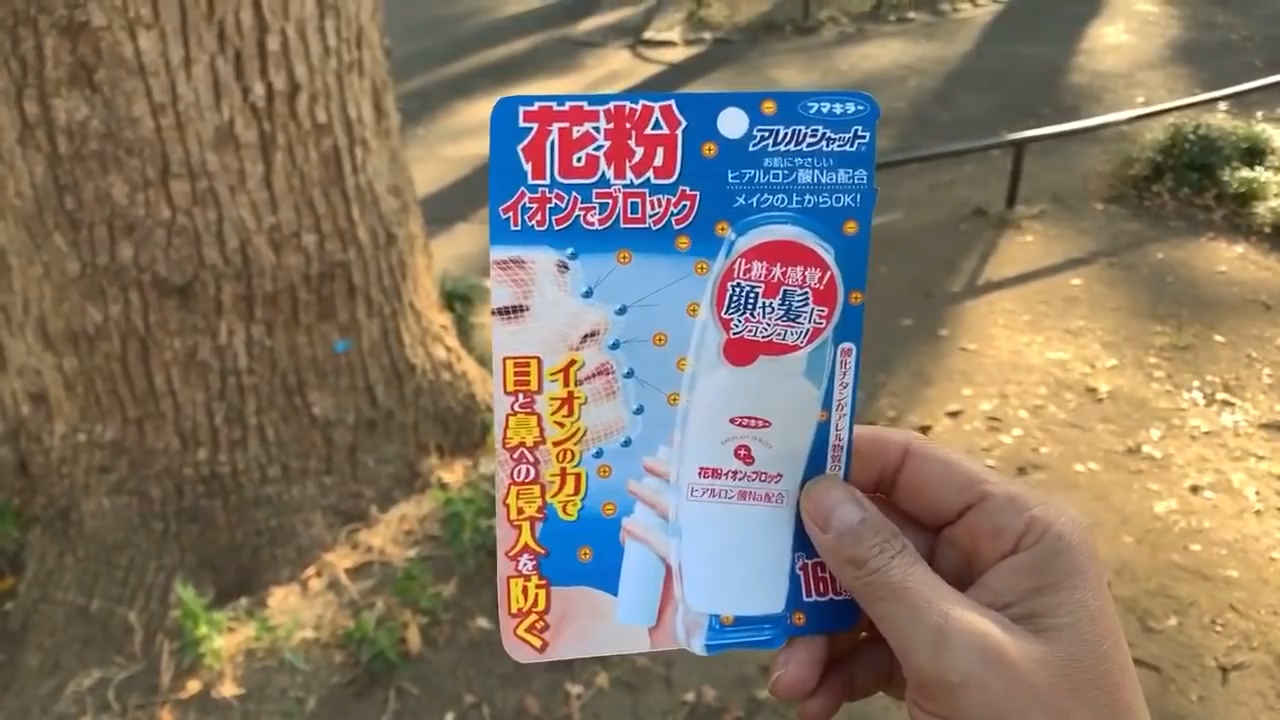 花粉
イオンでブロック
フマキラー
アレルシャット
お肌にやさしい
ヒアルロン酸Na配合
メイクの上からOK!
化粧水感覚!
顔や髪に
シュシュッ!
イオンの力で
目と鼻への侵入を防ぐ
酸化チタンがアレル物質の
フマキラー
花粉イオンでブロック
ヒアルロン酸Na配合
約160